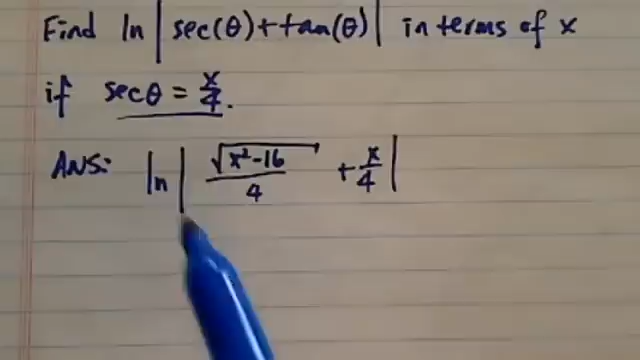 Find ln | sec(θ)+tan(θ) | in terms of x
if secθ = x/4.
ANS: ln | √(x²-16)/4 + x/4 |